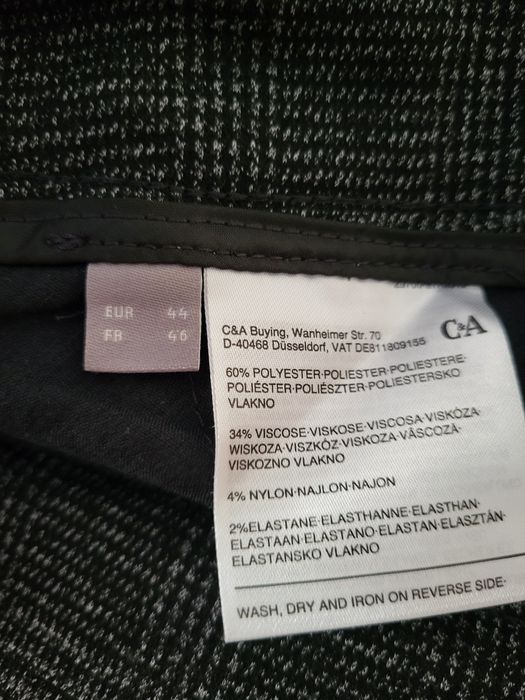 EUR 44
FR 46
C&A
C&A Buying, Wanheimer Str. 70
D-40468 Düsseldorf, VAT DE811809155
60% POLYESTER·POLIESTER·POLIESTERE·
POLIÉSTER·POLIÉSZTER·POLIESTERSKO
VLAKNO
34% VISCOSE·VISKOSE·VISCOSA·VISKÓZA·
WISKOZA·VISZKÓZ·VISKOZA·VÂSCOZA·
VISKOZNO VLAKNO
4% NYLON·NAJLON·NAJON
2%ELASTANE·ELASTHANNE·ELASTHAN·
ELASTAAN·ELASTANO·ELASTAN·ELASZTÁN·
ELASTANSKO VLAKNO
WASH, DRY AND IRON ON REVERSE SIDE·